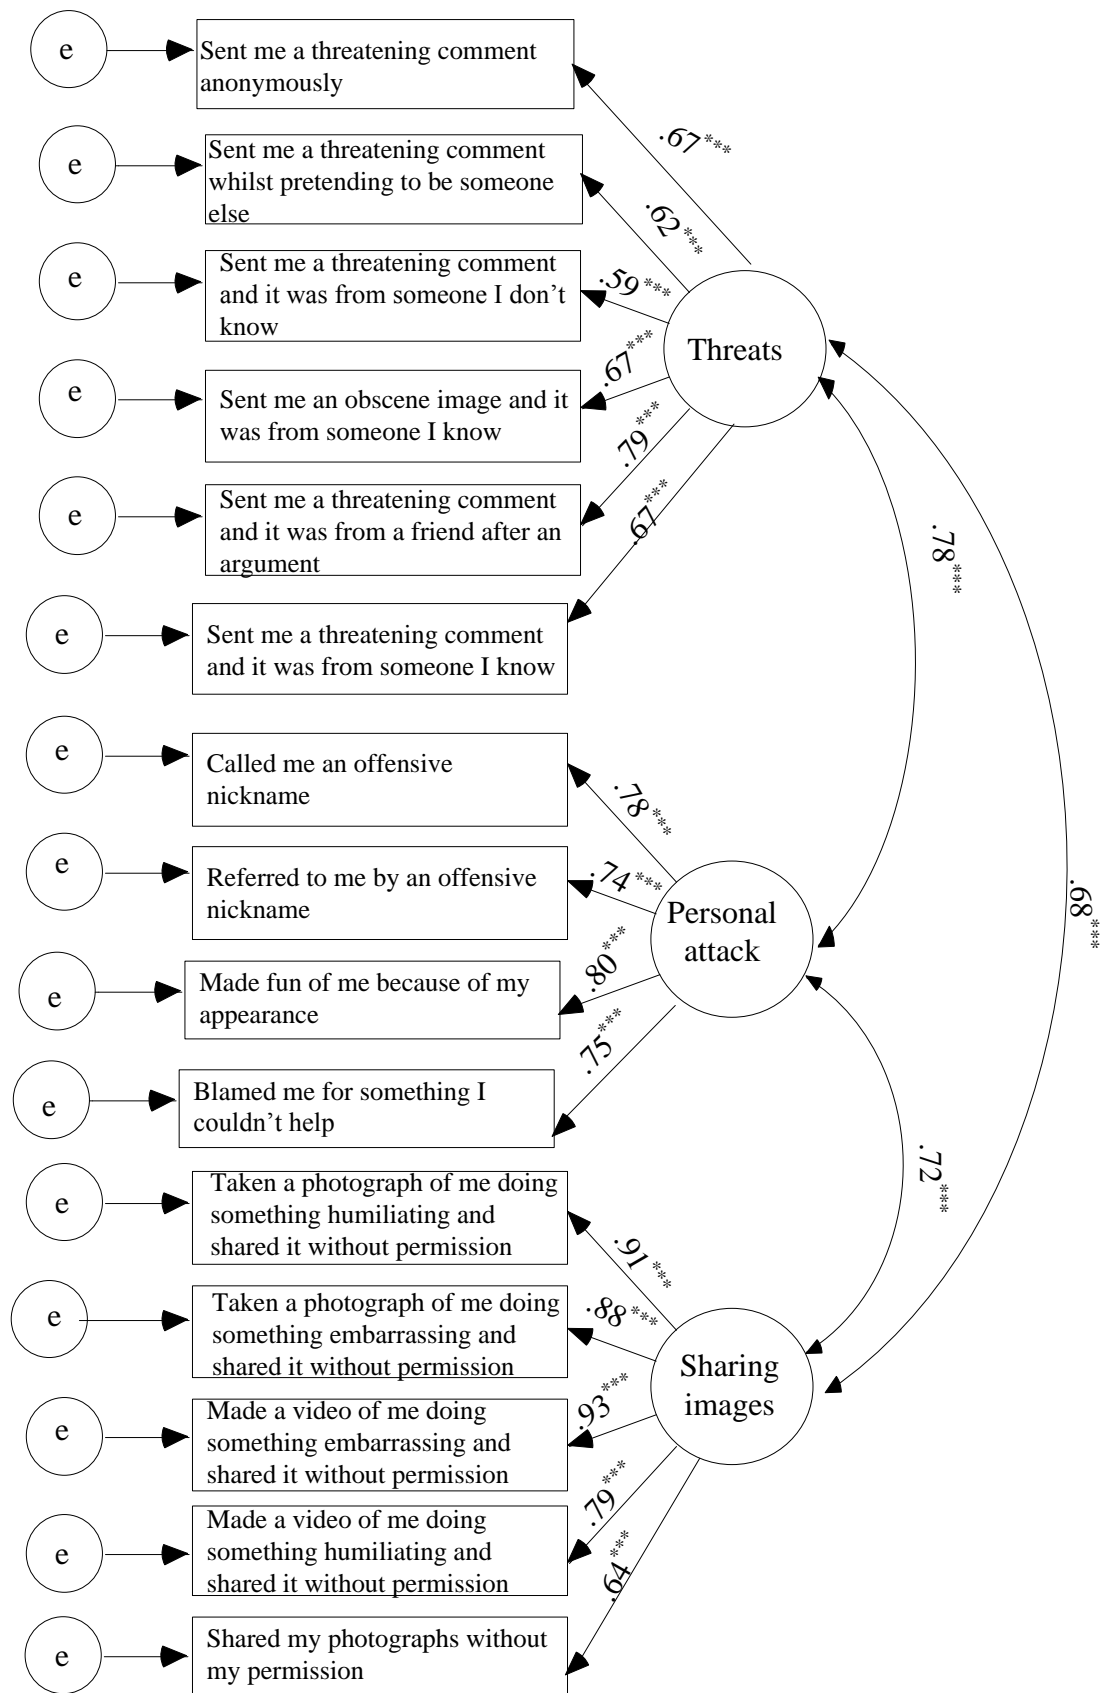 e
Sent me a threatening comment
anonymously
.67***
e
Sent me a threatening comment
whilst pretending to be someone
else
.62***
e
Sent me a threatening comment
and it was from someone I don't
know
.59***
Threats
e
Sent me an obscene image and it
was from someone I know
.67***
e
Sent me a threatening comment
and it was from a friend after an
argument
.79***
e
Sent me a threatening comment
and it was from someone I know
.67***
.78***
e
Called me an offensive
nickname
.78***
e
Referred to me by an offensive
nickname
.74***
Personal
attack
.68***
e
Made fun of me because of my
appearance
.80***
e
Blamed me for something I
couldn't help
.75***
.72***
e
Taken a photograph of me doing
something humiliating and
shared it without permission
.91***
e
Taken a photograph of me doing
something embarrassing and
shared it without permission
.88***
Sharing
images
e
Made a video of me doing
something embarrassing and
shared it without permission
.93***
e
Made a video of me doing
something humiliating and
shared it without permission
.79***
e
Shared my photographs without
my permission
.64***